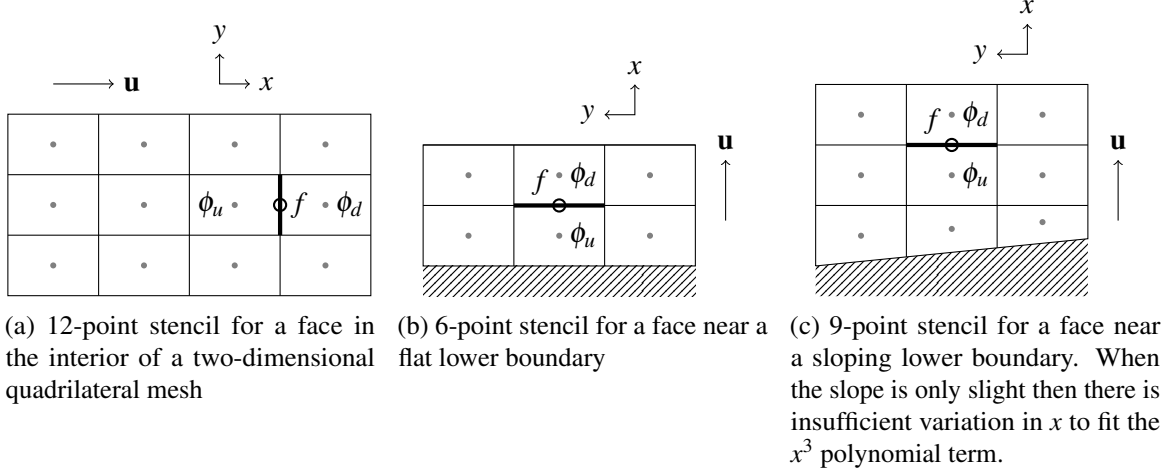 y
x
u
ϕu
f
ϕd
(a) 12-point stencil for a face in
the interior of a two-dimensional
quadrilateral mesh
x
y
u
f
ϕd
ϕu
(b) 6-point stencil for a face near a
flat lower boundary
x
y
u
f
ϕd
ϕu
(c) 9-point stencil for a face near
a sloping lower boundary. When
the slope is only slight then there is
insufficient variation in x to fit the
x³ polynomial term.